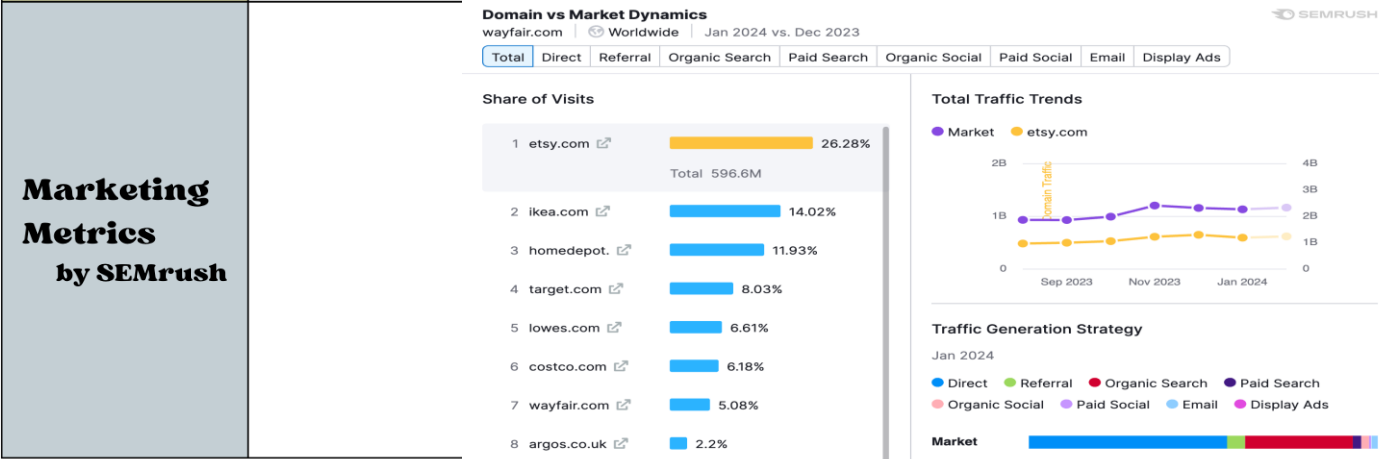 Marketing
Metrics
by SEMrush
Domain vs Market Dynamics
SEMRUSH
wayfair.com Worldwide Jan 2024 vs. Dec 2023
Total Direct Referral Organic Search Paid Search Organic Social Paid Social Email Display Ads
Share of Visits
1 etsy.com 26.28%
Total 596.6M
2 ikea.com 14.02%
3 homedepot. 11.93%
4 target.com 8.03%
5 lowes.com 6.61%
6 costco.com 6.18%
7 wayfair.com 5.08%
8 argos.co.uk 2.2%
Total Traffic Trends
Market etsy.com
2B 4B
3B
1B 2B
1B
0 0
Domain Traffic
Sep 2023 Nov 2023 Jan 2024
Traffic Generation Strategy
Jan 2024
Direct Referral Organic Search Paid Search
Organic Social Paid Social Email Display Ads
Market